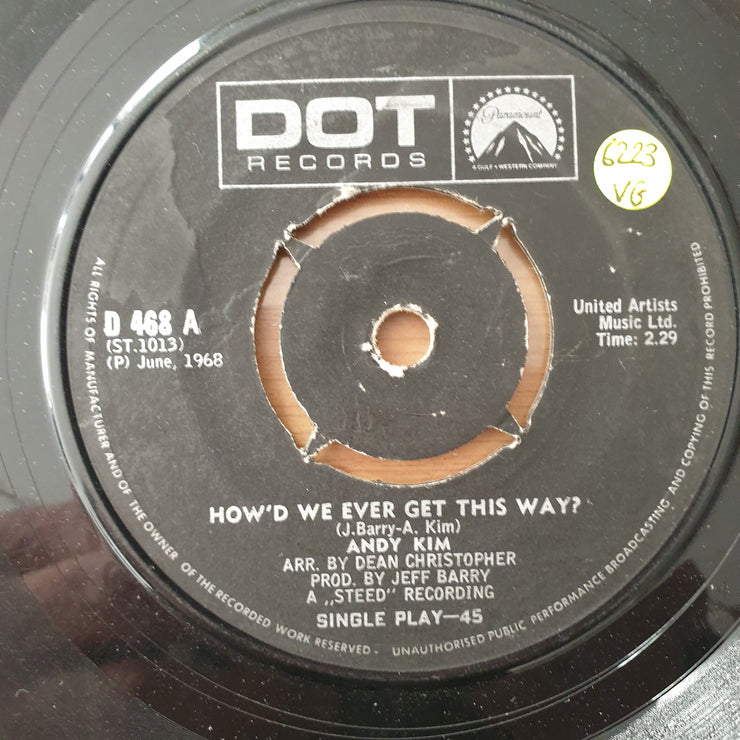 DOT
RECORDS
Paramount
A GULF + WESTERN COMPANY
6223
VG
D 468 A
(ST.1013)
(P) June, 1968
United Artists
Music Ltd.
Time: 2.29
HOW'D WE EVER GET THIS WAY?
(J.Barry-A. Kim)
ANDY KIM
ARR. BY DEAN CHRISTOPHER
PROD. BY JEFF BARRY
A „STEED" RECORDING
SINGLE PLAY—45
ALL RIGHTS OF MANUFACTURER AND OF THE OWNER OF THE RECORDED WORK RESERVED - UNAUTHORISED PUBLIC PERFORMANCE BROADCASTING AND COPYING OF THIS RECORD PROHIBITED